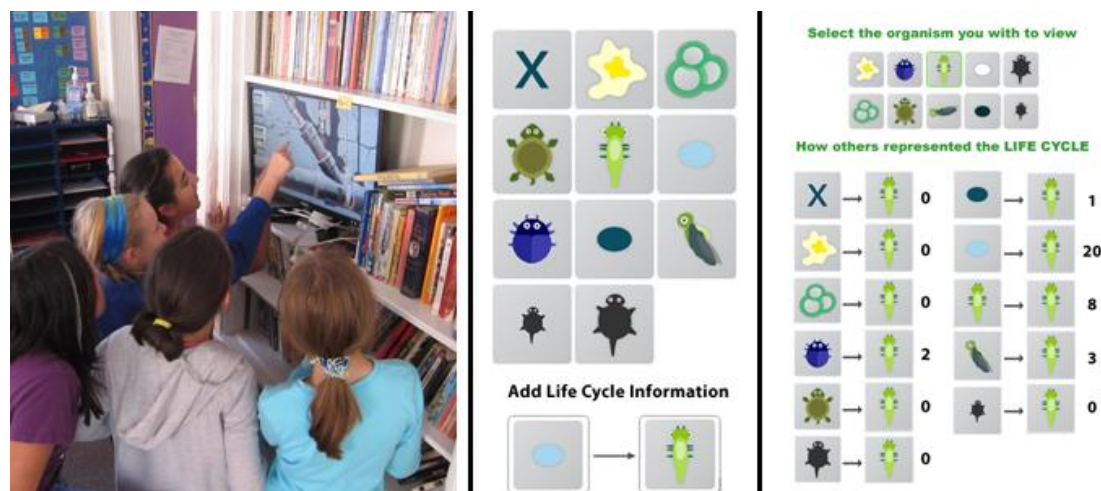 X
Add Life Cycle Information
Select the organism you with to view
How others represented the LIFE CYCLE
X 0 1
0 20
0 8
2 3
0 0
0